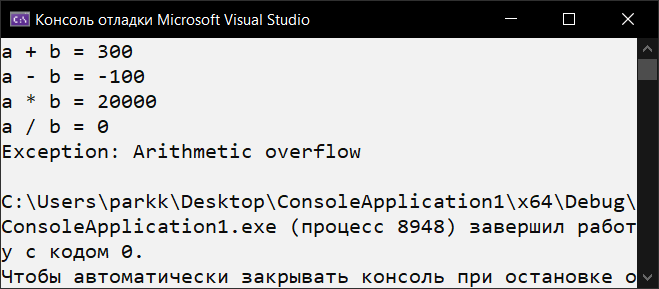 Консоль отладки Microsoft Visual Studio
a + b = 300
a - b = -100
a * b = 20000
a / b = 0
Exception: Arithmetic overflow
C:\Users\parkk\Desktop\ConsoleApplication1\x64\Debug\
ConsoleApplication1.exe (процесс 8948) завершил работ
у с кодом 0.
Чтобы автоматически закрывать консоль при остановке о